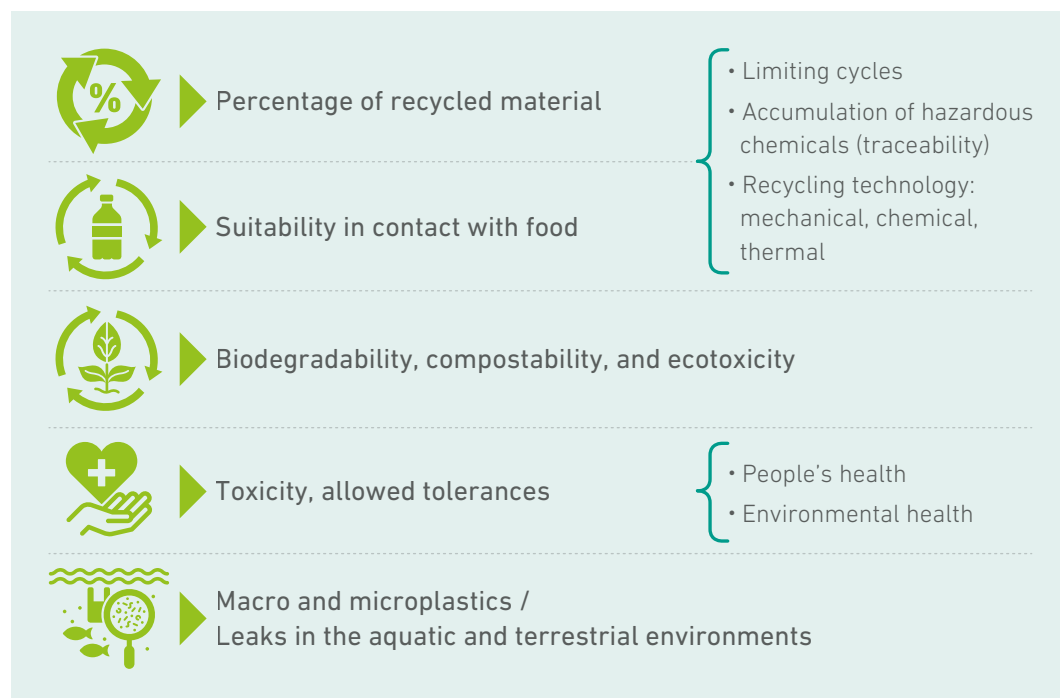 %
Percentage of recycled material
• Limiting cycles
• Accumulation of hazardous
chemicals (traceability)
• Recycling technology:
mechanical, chemical,
thermal
Suitability in contact with food
Biodegradability, compostability, and ecotoxicity
Toxicity, allowed tolerances
• People’s health
• Environmental health
Macro and microplastics /
Leaks in the aquatic and terrestrial environments